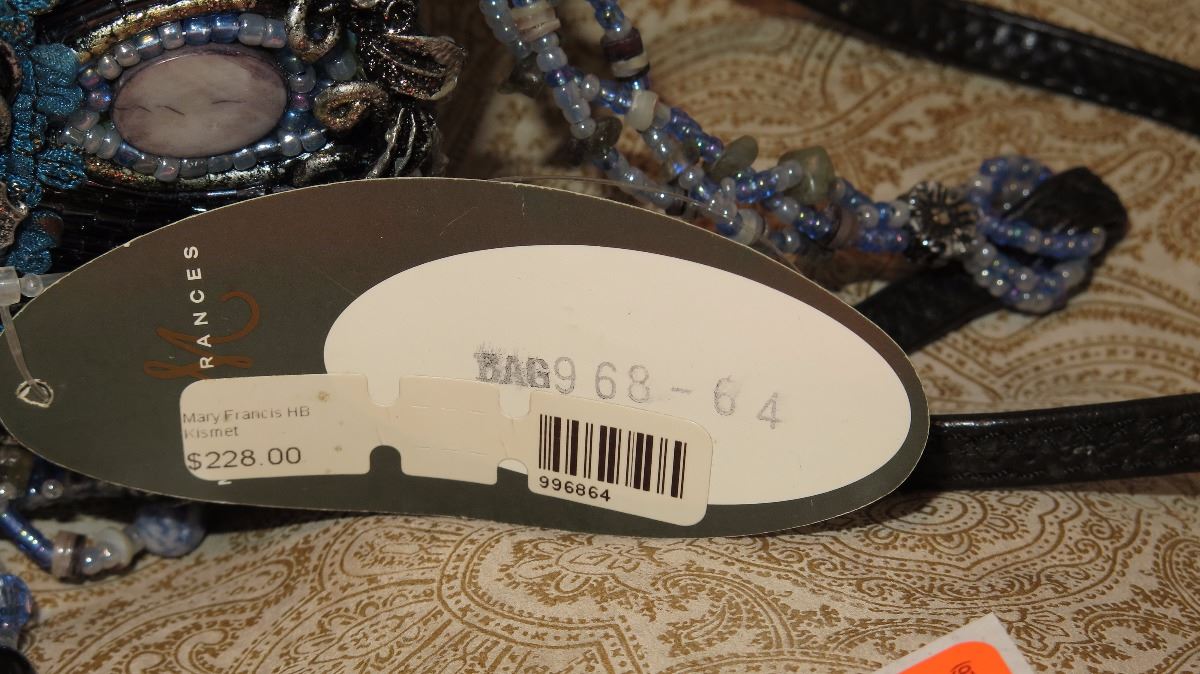 RANCES
BAG968-64
Mary Francis HB
Kismet
$228.00
996864